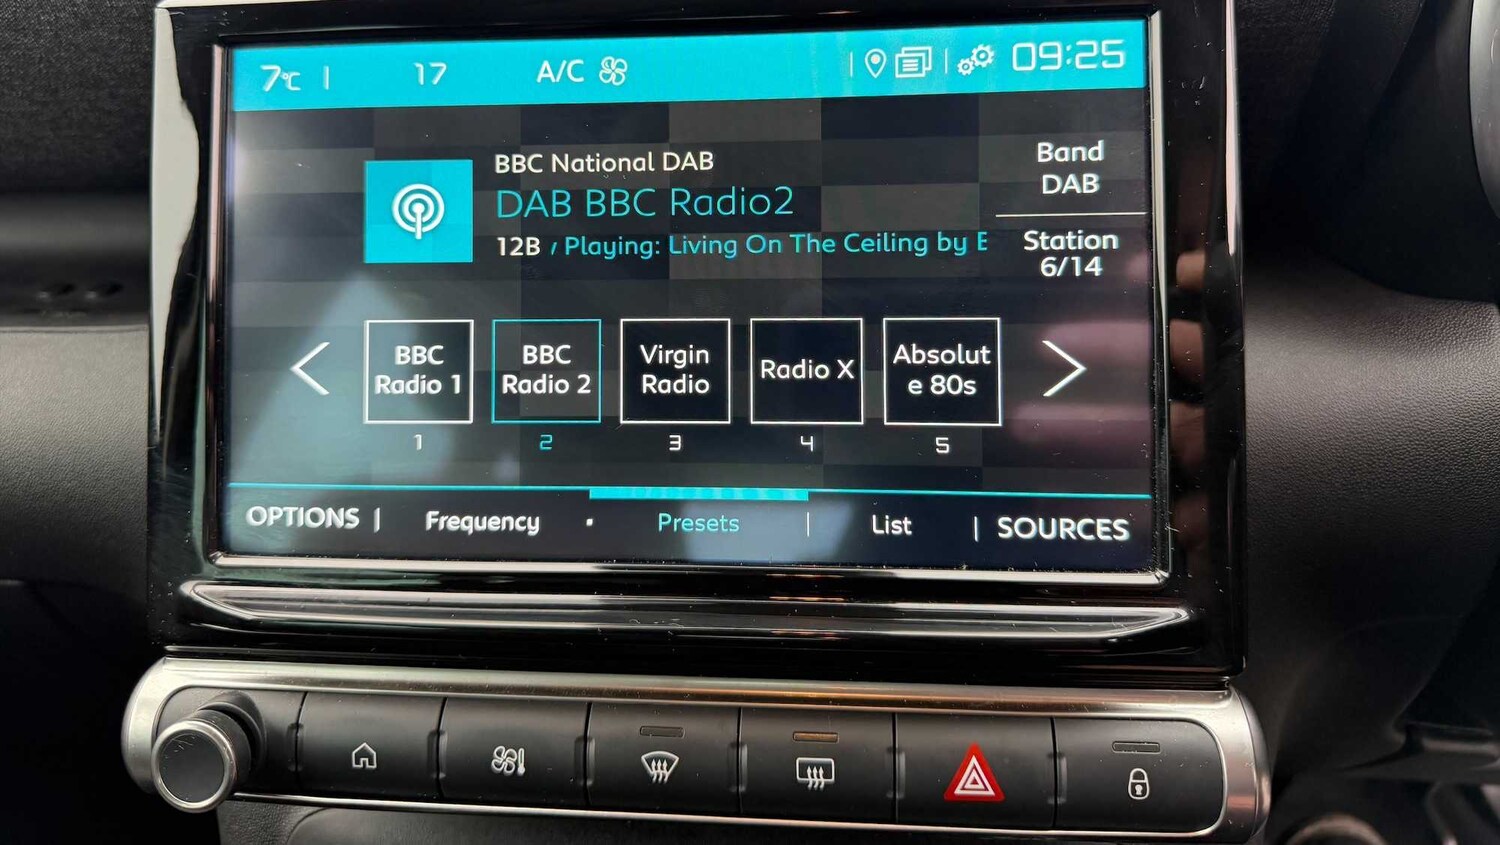 7°C | 17 A/C | | 09:25
BBC National DAB
DAB BBC Radio2
12B / Playing: Living On The Ceiling by
Band
DAB
Station
6/14
BBC
Radio 1
BBC
Radio 2
Virgin
Radio
Radio X
Absolut
e 80s
1 2 3 4 5
OPTIONS | Frequency Presets | List | SOURCES